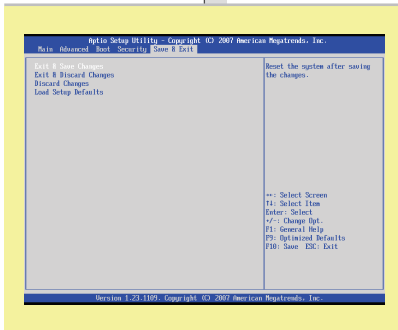 Aptio Setup Utility - Copyright (C) 2007 American Megatrends, Inc.
Main Advanced Boot Security Save & Exit
Exit & Save Changes
Exit & Discard Changes
Discard Changes
Load Setup Defaults
Reset the system after saving
the changes.
↔: Select Screen
↑↓: Select Item
Enter: Select
+/-: Change Opt.
F1: General Help
F9: Optimized Defaults
F10: Save ESC: Exit
Version 1.23.1109. Copyright (C) 2007 American Megatrends, Inc.